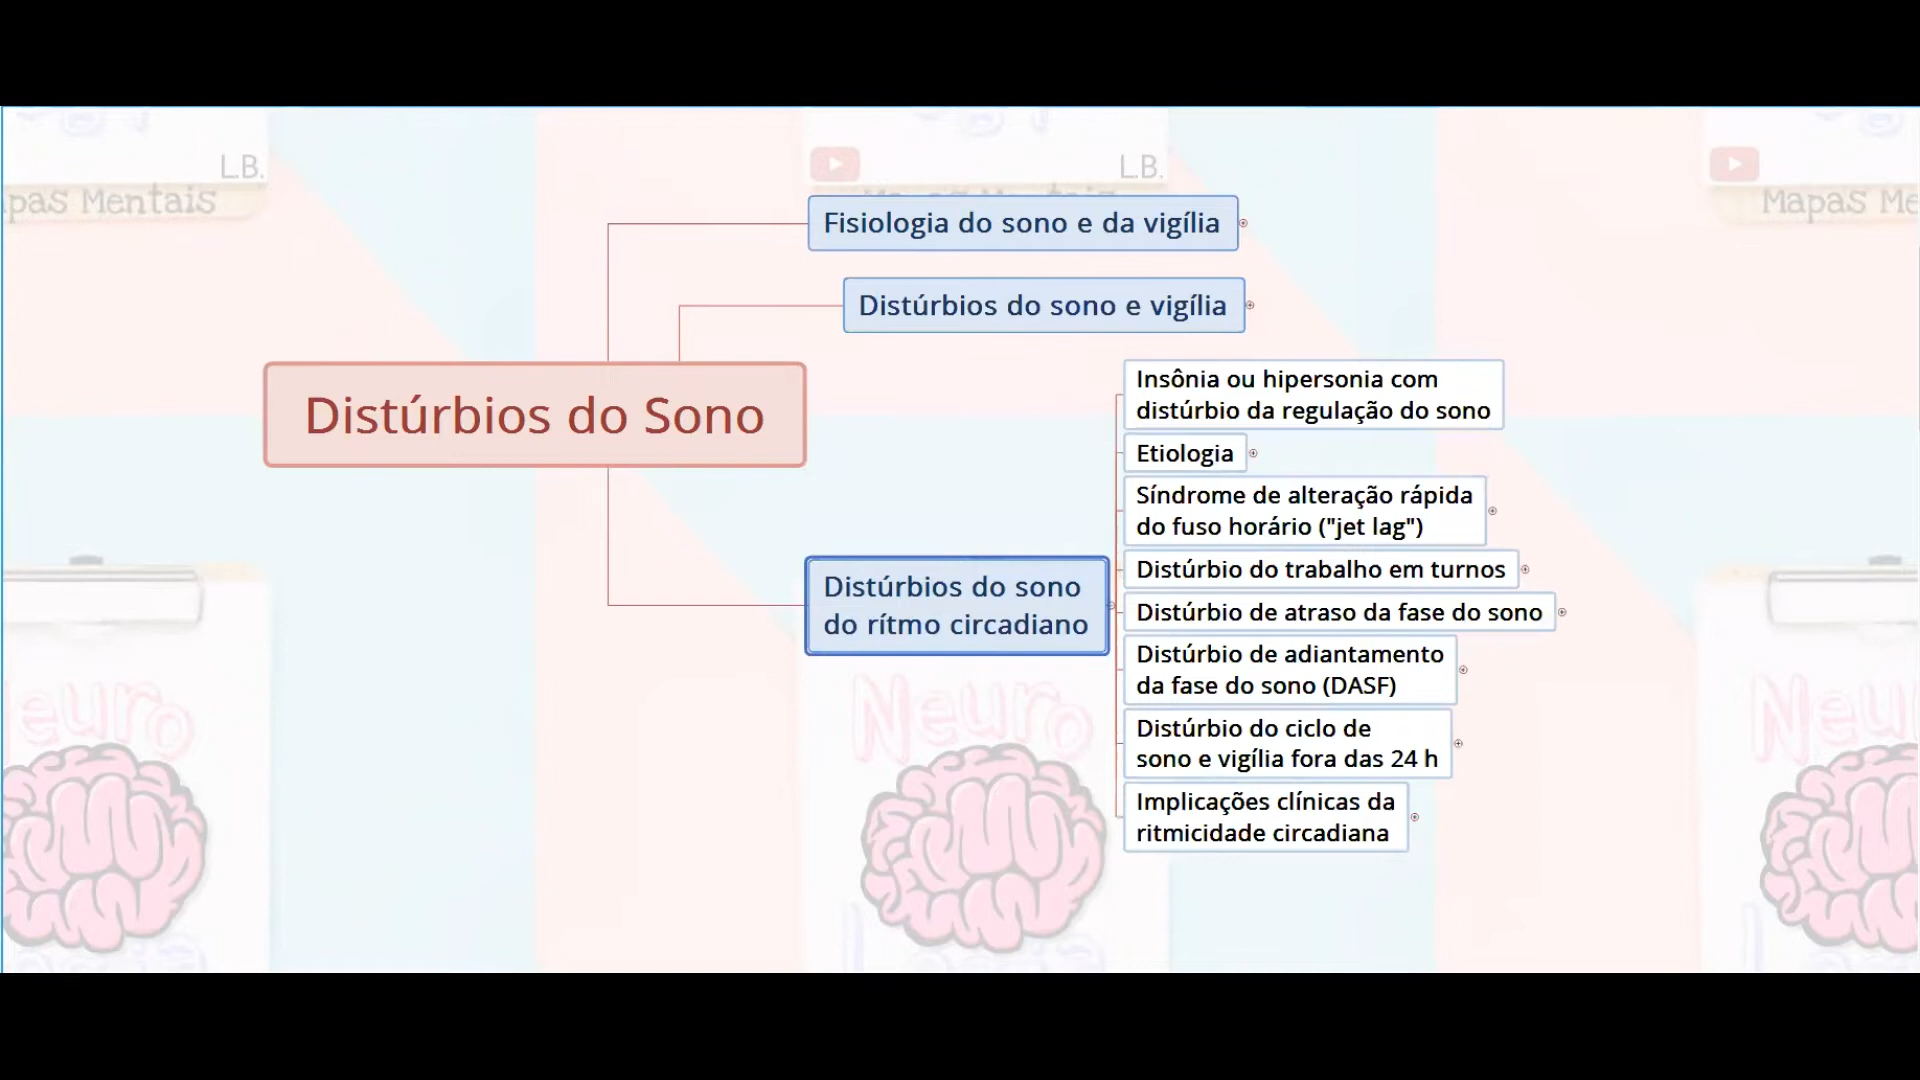 L.B.
L.B.
Mapas Mentais
Mapas Me
Fisiologia do sono e da vigília
Distúrbios do sono e vigília
Distúrbios do Sono
Insônia ou hipersonia com
distúrbio da regulação do sono
Etiologia
Síndrome de alteração rápida
do fuso horário ("jet lag")
Distúrbios do sono
do rítmo circadiano
Distúrbio do trabalho em turnos
Distúrbio de atraso da fase do sono
Distúrbio de adiantamento
da fase do sono (DASF)
Distúrbio do ciclo de
sono e vigília fora das 24 h
Implicações clínicas da
ritmicidade circadiana
Neuro